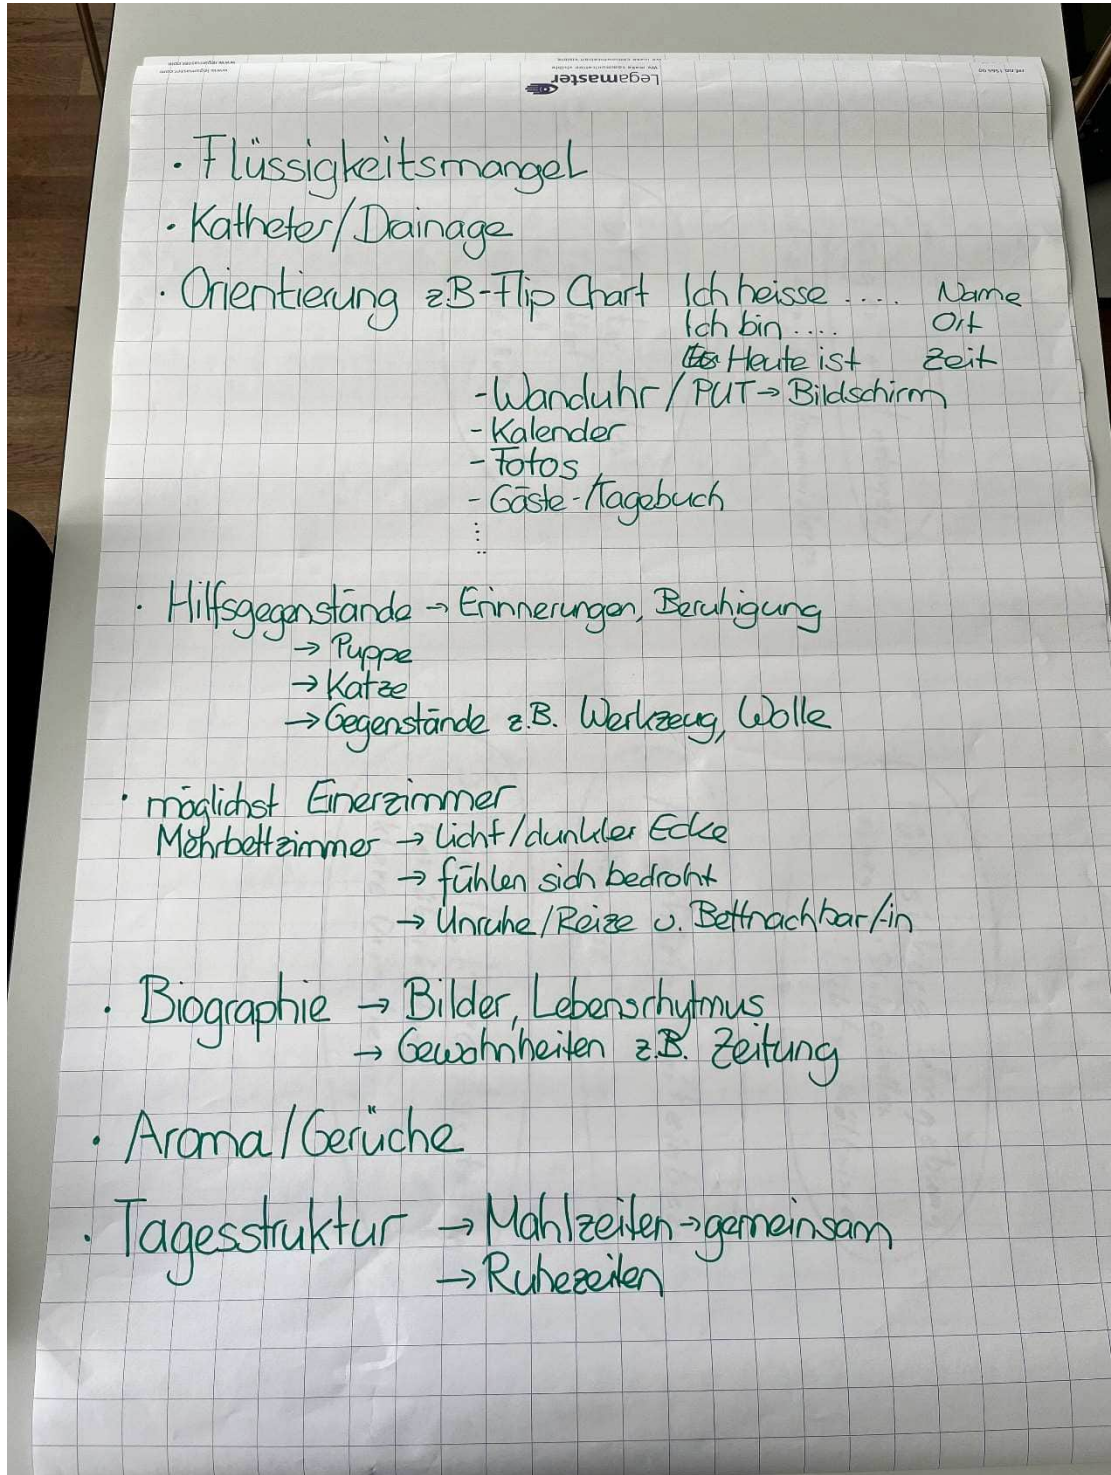 Legamaster
· Flüssigkeitsmangel
· Katheter/Drainage
· Orientierung z.B-Flip Chart Ich heisse .... Name
Ich bin .... Ort
Heute ist Zeit
- Wanduhr / PUT → Bildschirm
- Kalender
- Fotos
- Gäste-/Tagebuch
....
· Hilfsgegenstände → Erinnerungen, Beruhigung
→ Puppe
→ Katze
→ Gegenstände z.B. Werkzeug, Wolle
· möglichst Einerzimmer
Mehrbettzimmer → Licht/dunkler Ecke
→ fühlen sich bedroht
→ Unruhe/Reize v. Bettnachbar/-in
· Biographie → Bilder, Lebensrhytmus
→ Gewohnheiten z.B. Zeitung
· Aroma/Gerüche
· Tagesstruktur → Mahlzeiten → gemeinsam
→ Ruhezeiten